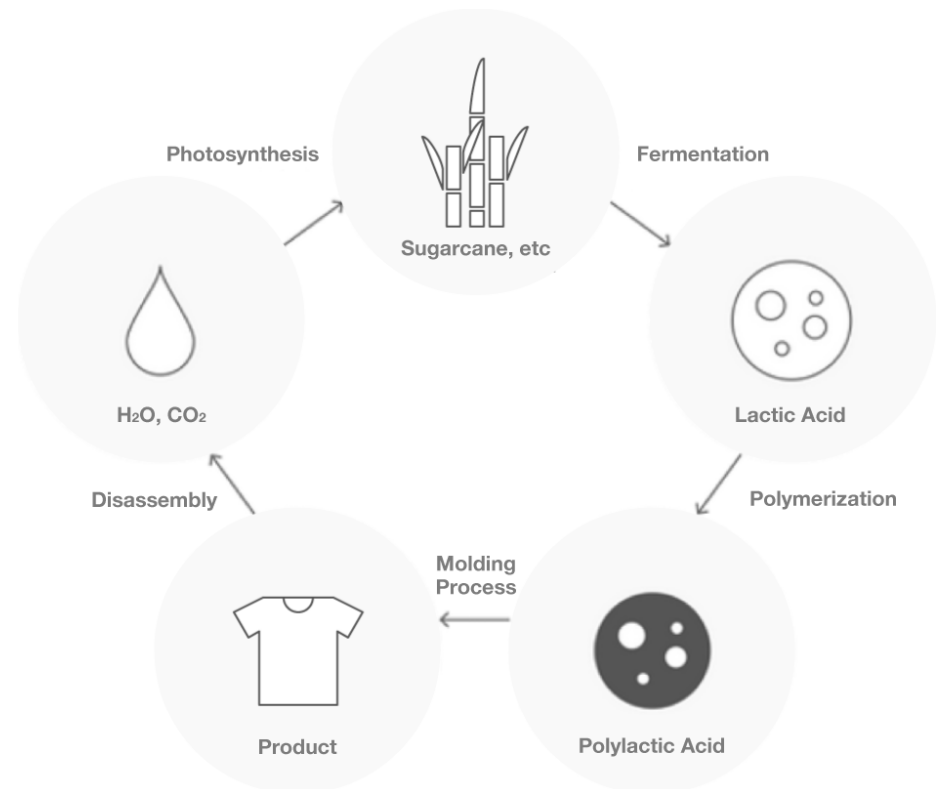 Photosynthesis
Fermentation
Sugarcane, etc
H₂O, CO₂
Lactic Acid
Disassembly
Polymerization
Molding
Process
Product
Polylactic Acid